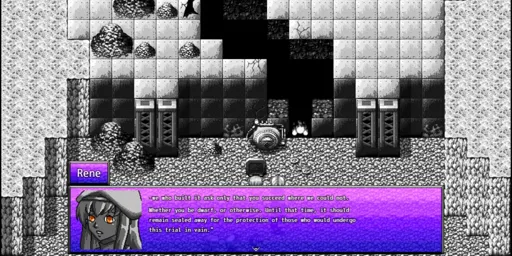 Rene
-we who built it ask only that you succeed where we could not.
Whether you be dwarf, or otherwise. Until that time, it should
remain sealed away for the protection of those who would undergo
this trial in vain."